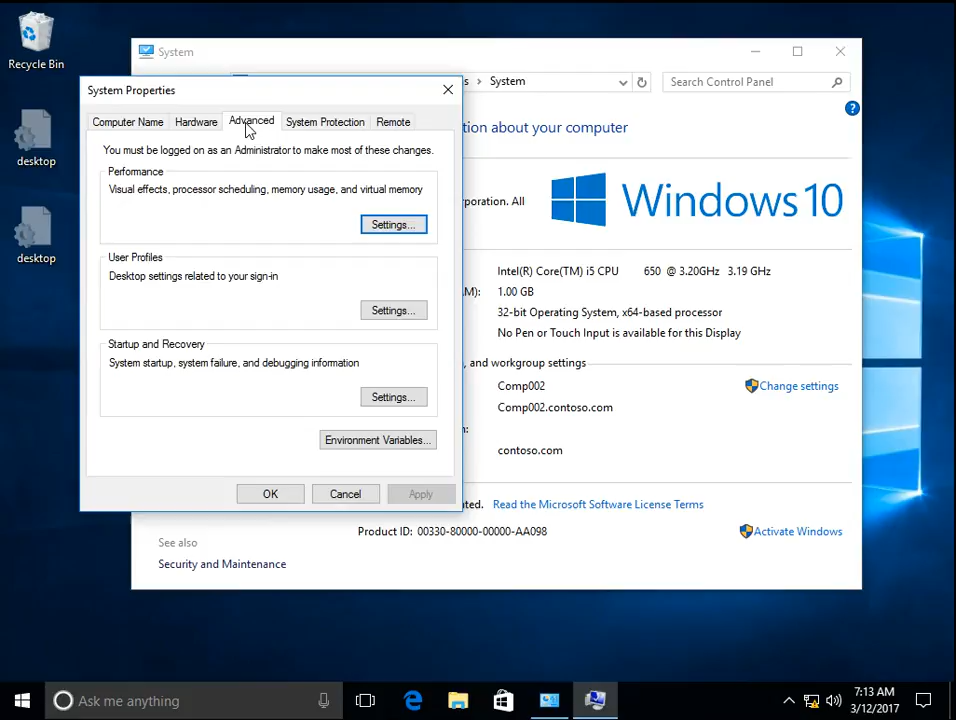 Recycle Bin
desktop
desktop
System
System
Search Control Panel
System Properties
Computer Name
Hardware
Advanced
System Protection
Remote
You must be logged on as an Administrator to make most of these changes.
Performance
Visual effects, processor scheduling, memory usage, and virtual memory
Settings...
User Profiles
Desktop settings related to your sign-in
Settings...
Startup and Recovery
System startup, system failure, and debugging information
Settings...
Environment Variables...
OK
Cancel
Apply
tion about your computer
poration. All
Windows 10
Intel(R) Core(TM) i5 CPU 650 @ 3.20GHz 3.19 GHz
M): 1.00 GB
32-bit Operating System, x64-based processor
No Pen or Touch Input is available for this Display
, and workgroup settings
Comp002
Change settings
Comp002.contoso.com
contoso.com
ted. Read the Microsoft Software License Terms
Product ID: 00330-80000-00000-AA098
Activate Windows
See also
Security and Maintenance
Ask me anything
7:13 AM
3/12/2017